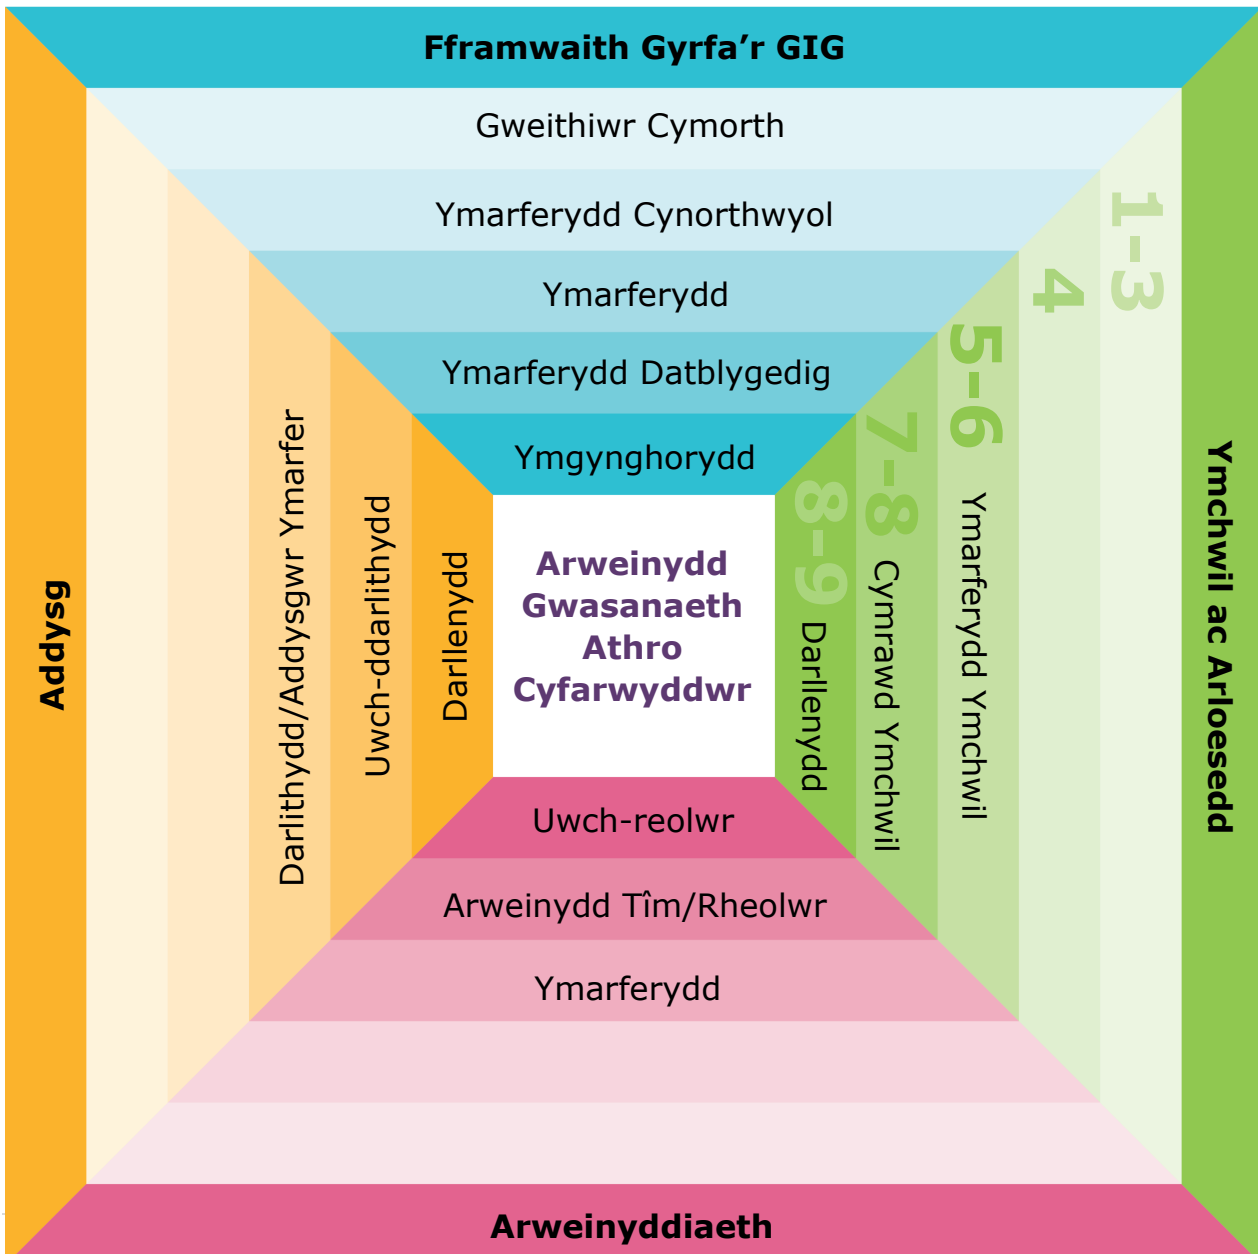 Fframwaith Gyrfa’r GIG
Gweithiwr Cymorth
Ymarferydd Cynorthwyol
Ymarferydd
Ymarferydd Datblygedig
Ymgynghorydd
Addysg
Darlithydd/Addysgwr Ymarfer
Uwch-ddarlithydd
Darllenydd
Arweinydd
Gwasanaeth
Athro
Cyfarwyddwr
8-9 Darllenydd
7-8 Cymrawd Ymchwil
5-6 Ymarferydd Ymchwil
4
1-3
Ymchwil ac Arloesedd
Uwch-reolwr
Arweinydd Tîm/Rheolwr
Ymarferydd
Arweinyddiaeth